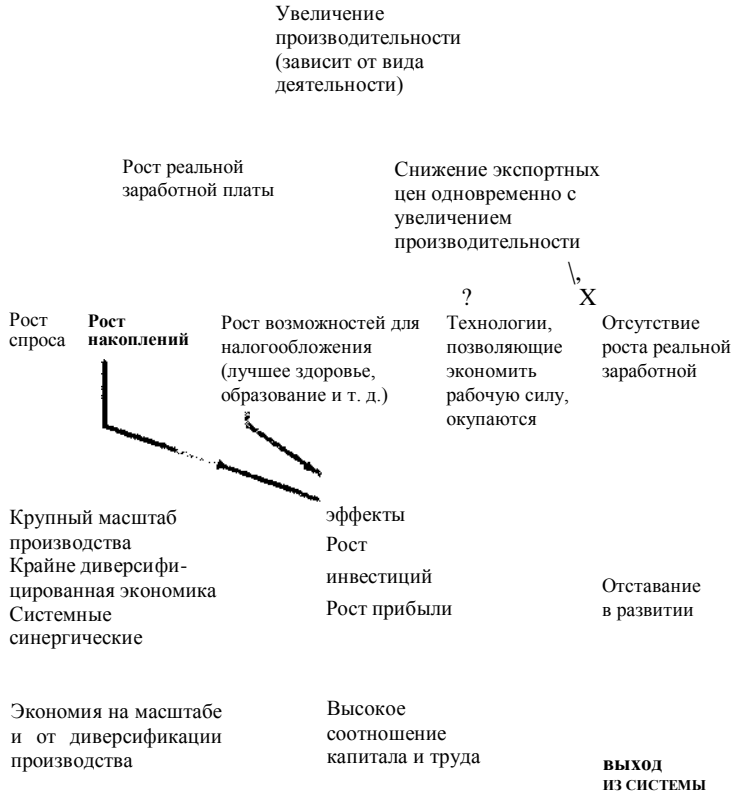 Увеличение
производительности
(зависит от вида
деятельности)
Рост реальной
заработной платы
Снижение экспортных
цен одновременно с
увеличением
производительности
\,
? X
Рост
спроса
Рост
накоплений
Рост возможностей для
налогообложения
(лучшее здоровье,
образование и т. д.)
Технологии,
позволяющие
экономить
рабочую силу,
окупаются
Отсутствие
роста реальной
заработной
Крупный масштаб
производства
Крайне диверсифи-
цированная экономика
Системные
синергические
эффекты
Рост
инвестиций
Рост прибыли
Отставание
в развитии
Экономия на масштабе
и от диверсификации
производства
Высокое
соотношение
капитала и труда
выход
ИЗ СИСТЕМЫ